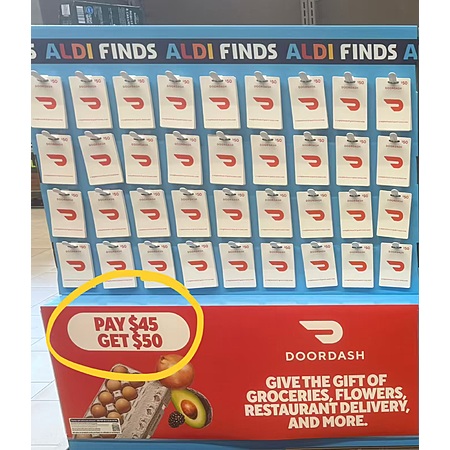 S ALDI FINDS ALDI FINDS ALDI FINDS A
PAY $45
GET $50
DOORDASH
GIVE THE GIFT OF
GROCERIES, FLOWERS,
RESTAURANT DELIVERY,
AND MORE.